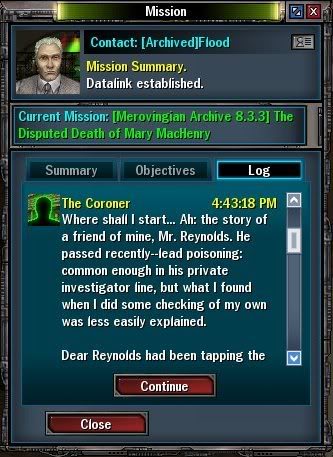 Mission
Contact: [Archived]Flood
Mission Summary.
Datalink established.
Current Mission: [Merovingian Archive 8.3.3] The
Disputed Death of Mary MacHenry
Summary Objectives Log
The Coroner 4:43:18 PM
Where shall I start... Ah: the story of
a friend of mine, Mr. Reynolds. He
passed recently--lead poisoning:
common enough in his private
investigator line, but what I found
when I did some checking of my own
was less easily explained.
Dear Reynolds had been tapping the
Continue
Close